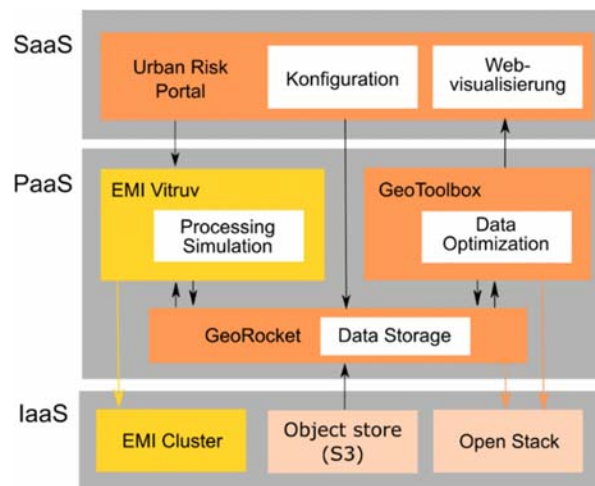 SaaS
Urban Risk
Portal
Konfiguration
Web-
visualisierung
PaaS
EMI Vitruv
Processing
Simulation
GeoToolbox
Data
Optimization
GeoRocket
Data Storage
IaaS
EMI Cluster
Object store
(S3)
Open Stack